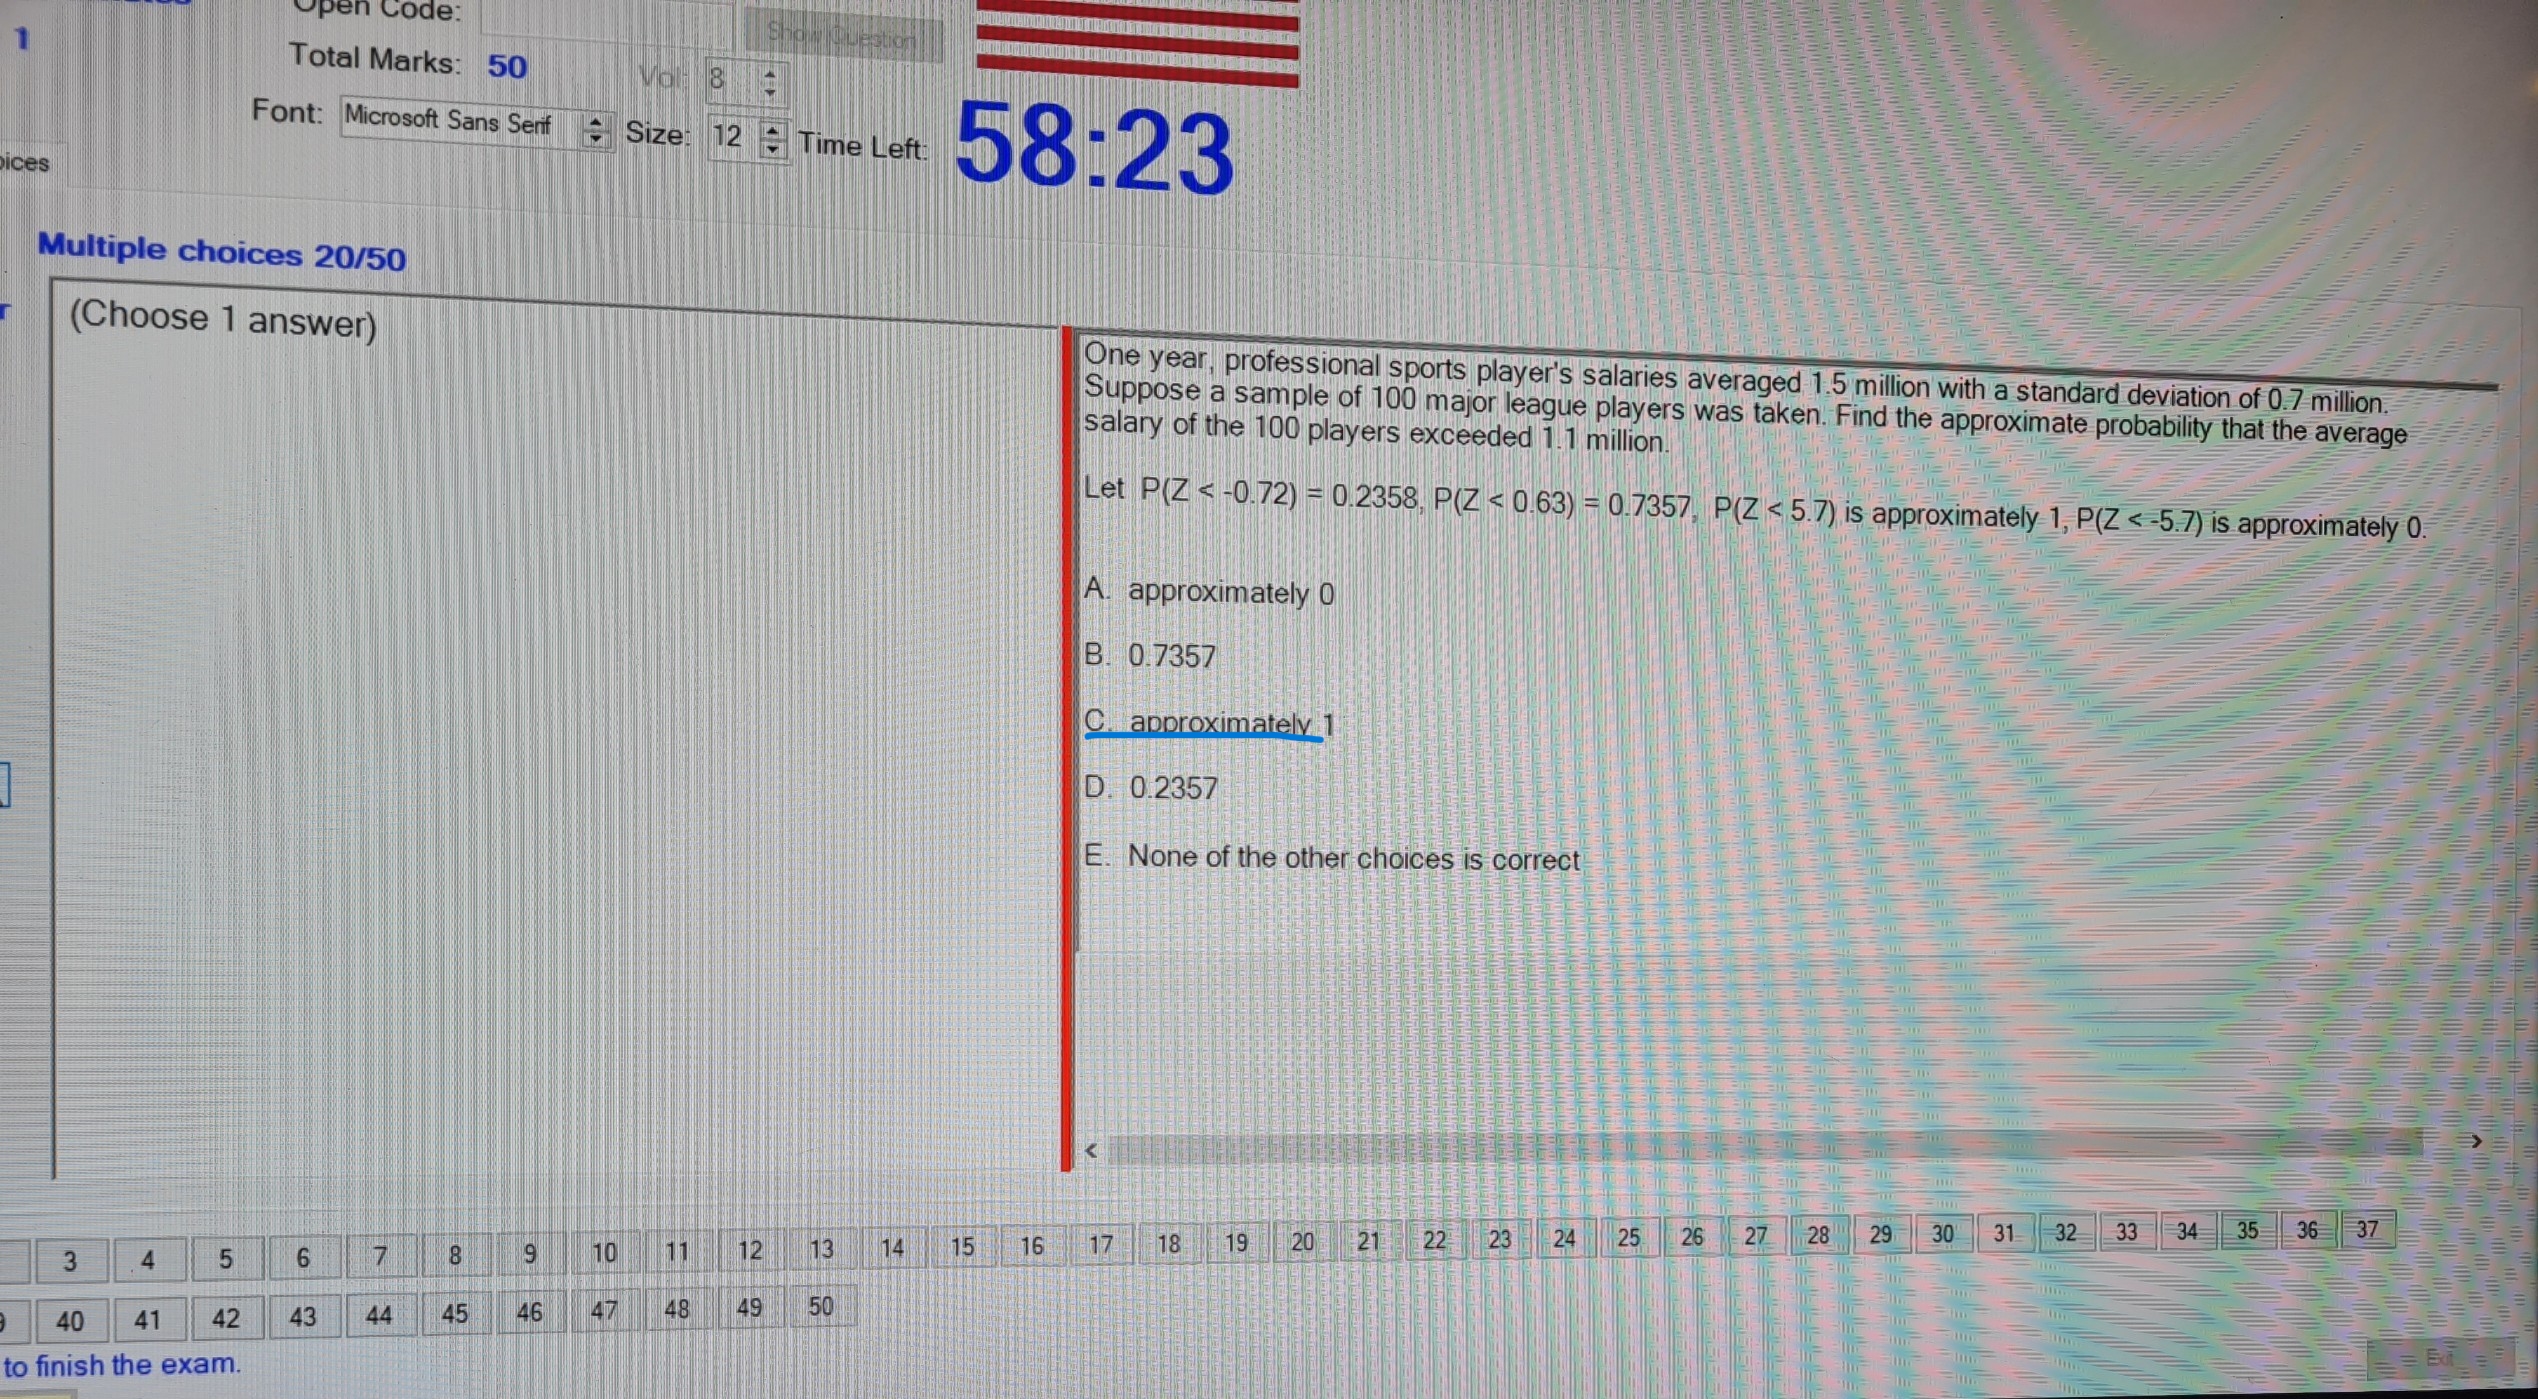 1
Open Code:
Show Question
Total Marks: 50
Vol: 8
Font: Microsoft Sans Serif Size: 12 Time Left: 58:23
Multiple choices 20/50
(Choose 1 answer)
One year, professional sports player's salaries averaged 1.5 million with a standard deviation of 0.7 million.
Suppose a sample of 100 major league players was taken. Find the approximate probability that the average
salary of the 100 players exceeded 1.1 million.
Let P(Z < -0.72) = 0.2358, P(Z < 0.63) = 0.7357, P(Z < 5.7) is approximately 1, P(Z < -5.7) is approximately 0.
A. approximately 0
B. 0.7357
C. approximately 1
D. 0.2357
E. None of the other choices is correct
3 4 5 6 7 8 9 10 11 12 13 14 15 16 17 18 19 20 21 22 23 24 25 26 27 28 29 30 31 32 33 34 35 36 37
40 41 42 43 44 45 46 47 48 49 50
to finish the exam.
Exit